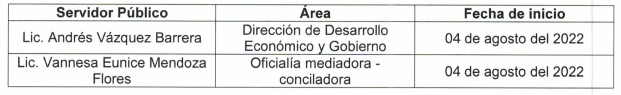 Servidor Público Área Fecha de inicio
Lic. Andrés Vázquez Barrera
Dirección de Desarrollo
Económico y Gobierno
04 de agosto del 2022
Lic. Vannesa Eunice Mendoza
Flores
Oficialía mediadora -
conciladora
04 de agosto del 2022